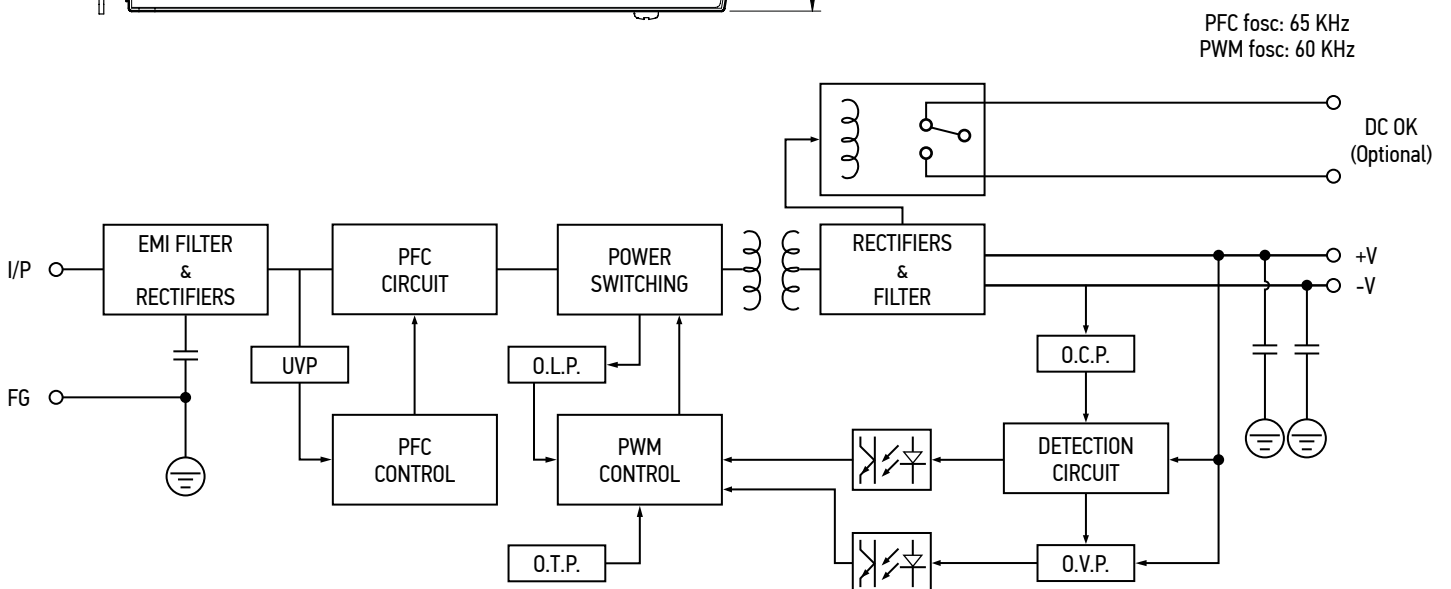 PFC fosc: 65 KHz
PWM fosc: 60 KHz
DC OK
(Optional)
I/P
EMI FILTER
&
RECTIFIERS
PFC
CIRCUIT
POWER
SWITCHING
RECTIFIERS
&
FILTER
+V
-V
UVP
O.L.P.
O.C.P.
FG
PFC
CONTROL
PWM
CONTROL
DETECTION
CIRCUIT
O.T.P.
O.V.P.